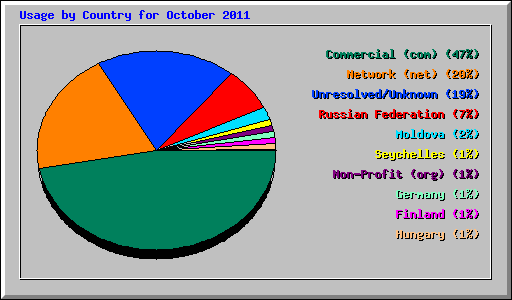 Usage by Country for October 2011
Commercial (com) (47%)
Network (net) (20%)
Unresolved/Unknown (19%)
Russian Federation (7%)
Moldova (2%)
Seychelles (1%)
Non-Profit (org) (1%)
Germany (1%)
Finland (1%)
Hungary (1%)